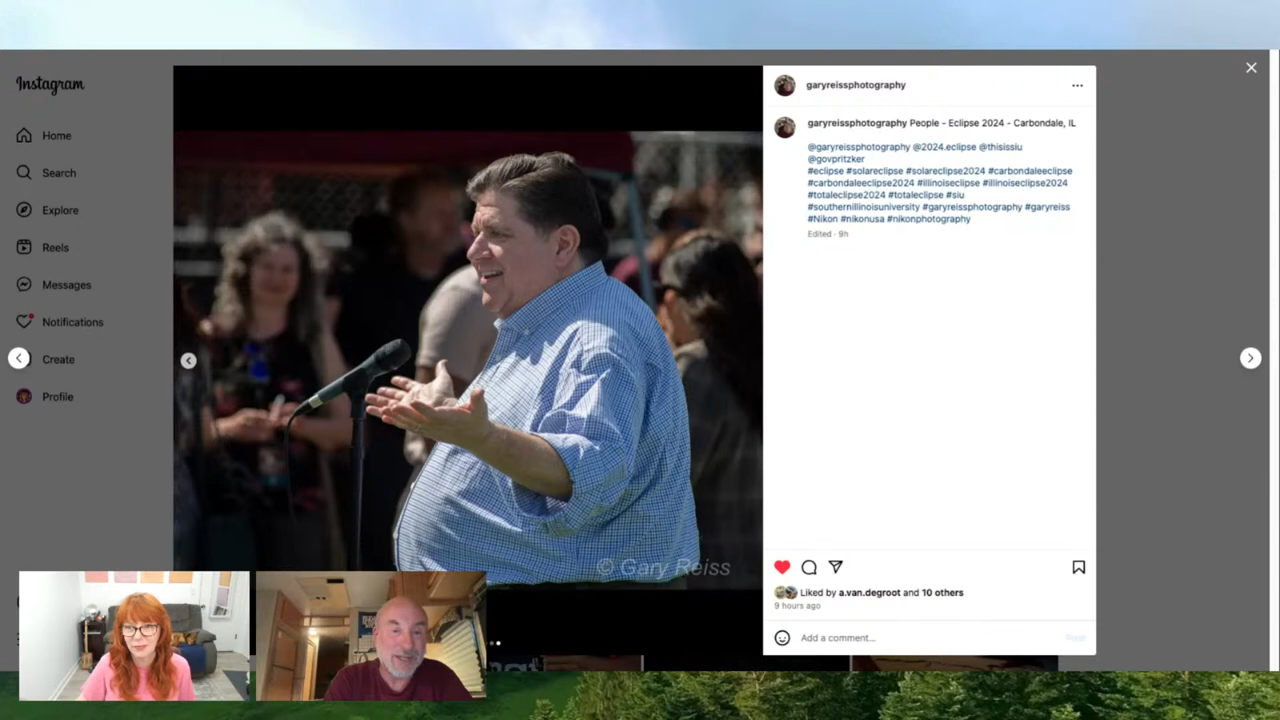 Instagram
Home
Search
Explore
Reels
Messages
Notifications
Create
Profile
© Gary Reiss
garyreissphotography
garyreissphotography People - Eclipse 2024 - Carbondale, IL
@garyreissphotography @2024.eclipse @thisissiu
@govpritzker
#eclipse #solareclipse #solareclipse2024 #carbondaleeclipse
#carbondaleeclipse2024 #illinoiseclipse #illinoiseclipse2024
#totaleclipse2024 #totaleclipse #siu
#southernillinoisuniversity #garyreissphotography #garyreiss
#Nikon #nikonusa #nikonphotography
Edited · 9h
Liked by a.van.degroot and 10 others
9 hours ago
Add a comment...
Post